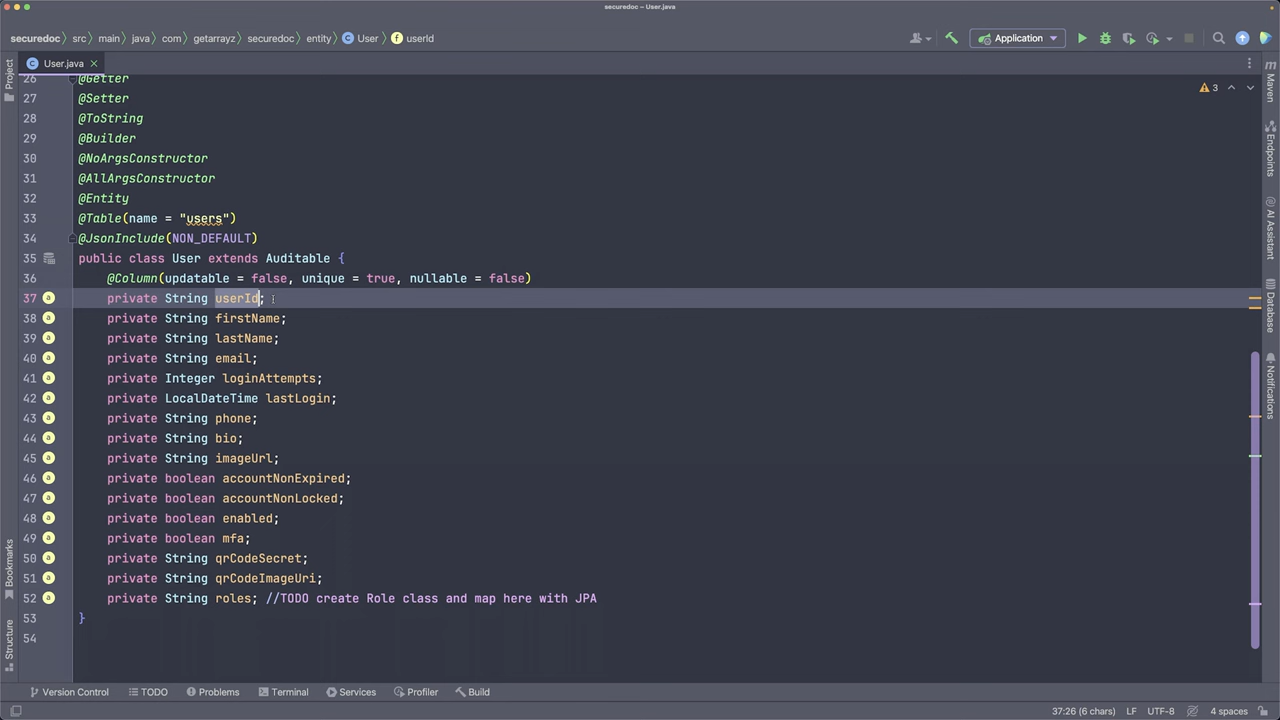 securedoc – User.java
securedoc src main java com getarrayz securedoc entity User userId
Application
User.java
Project
3
26 @Getter
27 @Setter
28 @ToString
29 @Builder
30 @NoArgsConstructor
31 @AllArgsConstructor
32 @Entity
33 @Table(name = "users")
34 @JsonInclude(NON_DEFAULT)
35 public class User extends Auditable {
36 @Column(updatable = false, unique = true, nullable = false)
37 private String userId;
38 private String firstName;
39 private String lastName;
40 private String email;
41 private Integer loginAttempts;
42 private LocalDateTime lastLogin;
43 private String phone;
44 private String bio;
45 private String imageUrl;
46 private boolean accountNonExpired;
47 private boolean accountNonLocked;
48 private boolean enabled;
49 private boolean mfa;
50 private String qrCodeSecret;
51 private String qrCodeImageUri;
52 private String roles; //TODO create Role class and map here with JPA
53 }
54
Bookmarks
Structure
m
Maven
Endpoints
AI Assistant
Database
Notifications
Version Control TODO Problems Terminal Services Profiler Build
37:26 (6 chars) LF UTF-8 4 spaces